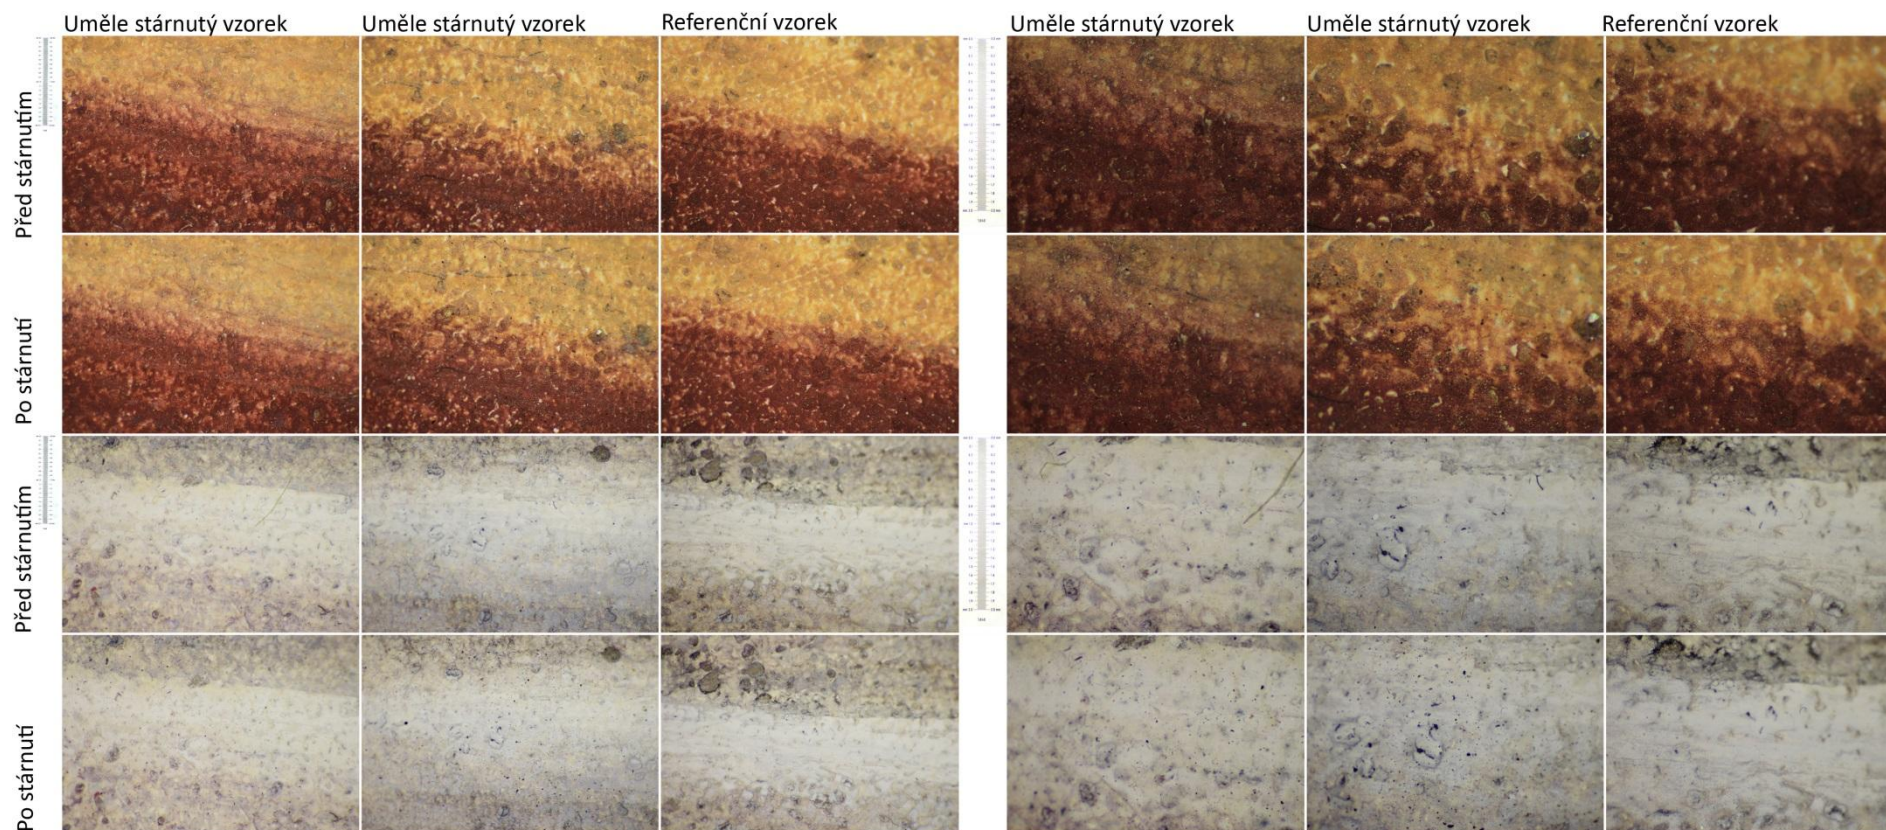 Uměle stárnutý vzorek Uměle stárnutý vzorek Referenční vzorek Uměle stárnutý vzorek Uměle stárnutý vzorek Referenční vzorek
Před stárnutím
Po stárnutí
Před stárnutím
Po stárnutí